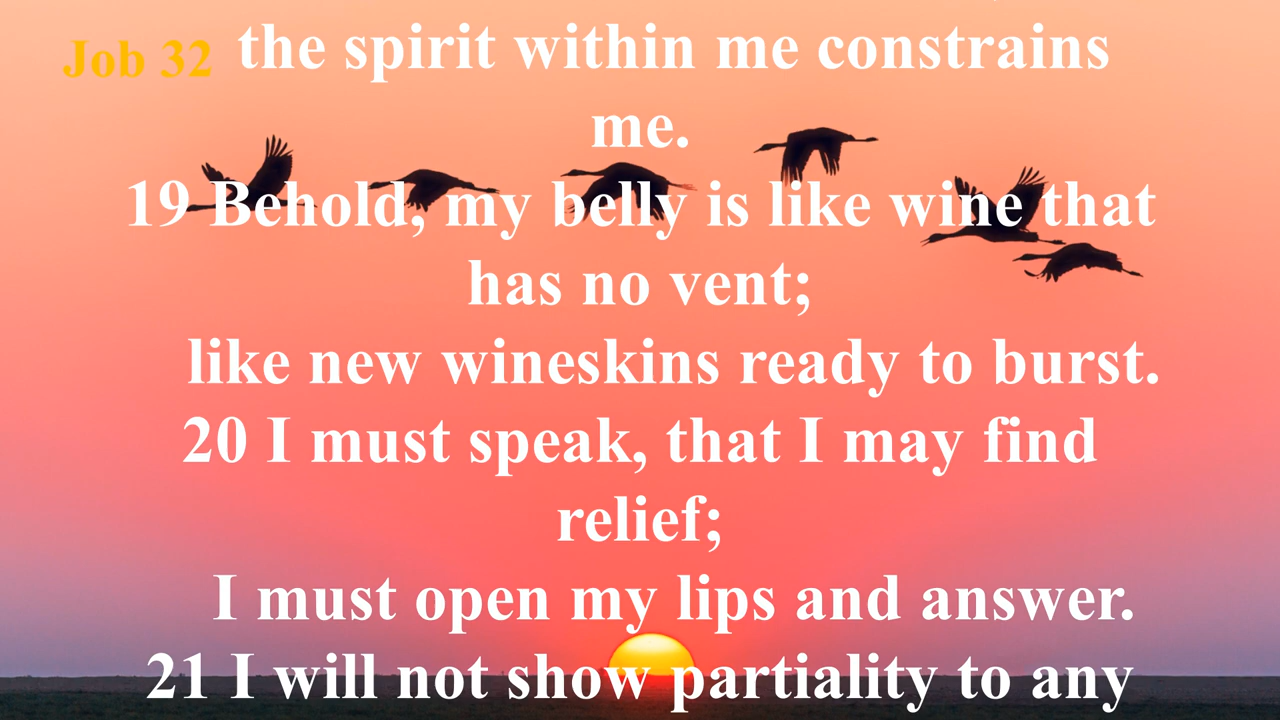 Job 32
the spirit within me constrains
me.
19 Behold, my belly is like wine that
has no vent;
like new wineskins ready to burst.
20 I must speak, that I may find
relief;
I must open my lips and answer.
21 I will not show partiality to any